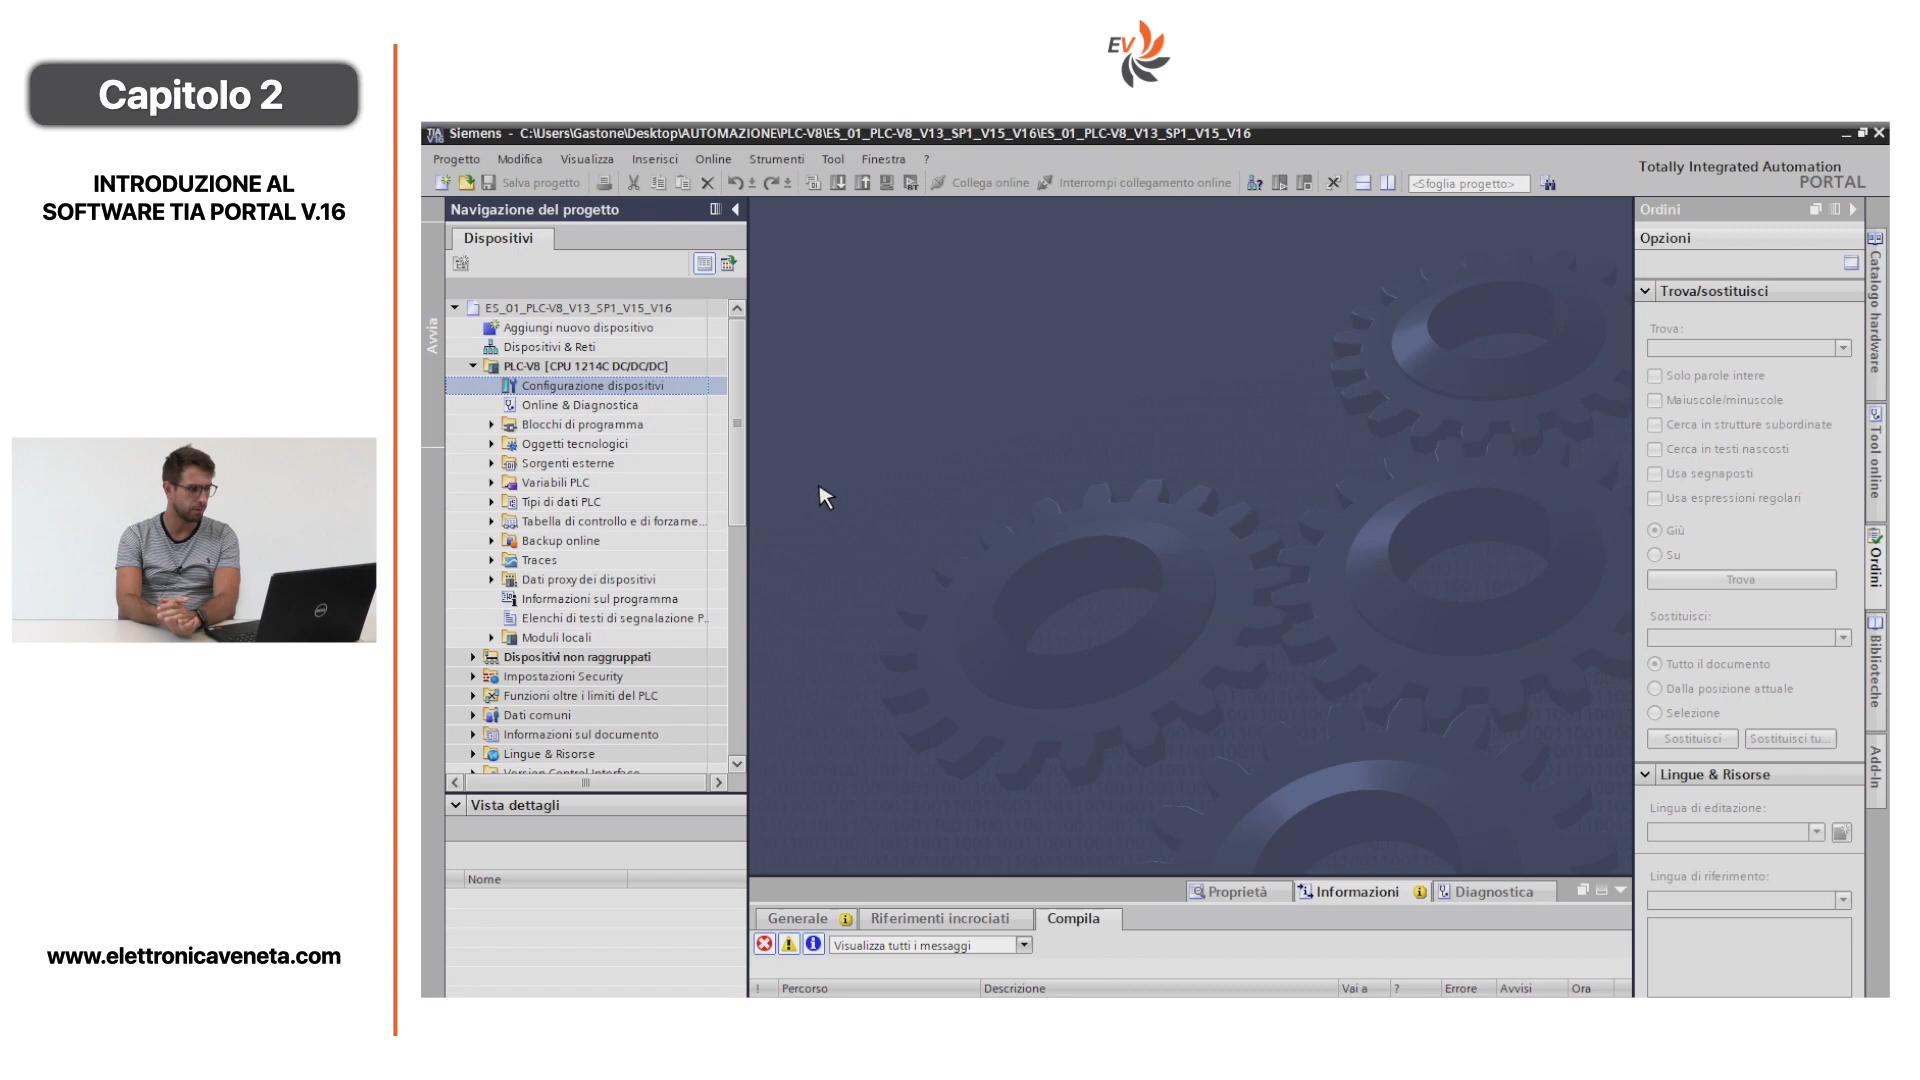 Capitolo 2
INTRODUZIONE AL
SOFTWARE TIA PORTAL V.16
www.elettronicaveneta.com
EV
Siemens - C:\Users\Gastone\Desktop\AUTOMAZIONE\PLC-V8\ES_01_PLC-V8_V13_SP1_V15_V16\ES_01_PLC-V8_V13_SP1_V15_V16
Progetto Modifica Visualizza Inserisci Online Strumenti Tool Finestra ?
Salva progetto Collega online Interrompi collegamento online <Sfoglia progetto>
Totally Integrated Automation
PORTAL
Navigazione del progetto
Dispositivi
Avvia
ES_01_PLC-V8_V13_SP1_V15_V16
Aggiungi nuovo dispositivo
Dispositivi & Reti
PLC-V8 [CPU 1214C DC/DC/DC]
Configurazione dispositivi
Online & Diagnostica
Blocchi di programma
Oggetti tecnologici
Sorgenti esterne
Variabili PLC
Tipi di dati PLC
Tabella di controllo e di forzame...
Backup online
Traces
Dati proxy dei dispositivi
Informazioni sul programma
Elenchi di testi di segnalazione P..
Moduli locali
Dispositivi non raggruppati
Impostazioni Security
Funzioni oltre i limiti del PLC
Dati comuni
Informazioni sul documento
Lingue & Risorse
Version Control Interface
Vista dettagli
Nome
Proprietà Informazioni Diagnostica
Generale Riferimenti incrociati Compila
Visualizza tutti i messaggi
! Percorso Descrizione Vai a ? Errore Avvisi Ora
Ordini
Opzioni
Trova/sostituisci
Trova:
Solo parole intere
Maiuscole/minuscole
Cerca in strutture subordinate
Cerca in testi nascosti
Usa segnaposti
Usa espressioni regolari
Giù
Su
Trova
Sostituisci:
Tutto il documento
Dalla posizione attuale
Selezione
Sostituisci Sostituisci tu...
Lingue & Risorse
Lingua di editazione:
Lingua di riferimento:
Catalogo hardware
Tool online
Ordini
Biblioteche
Add-In